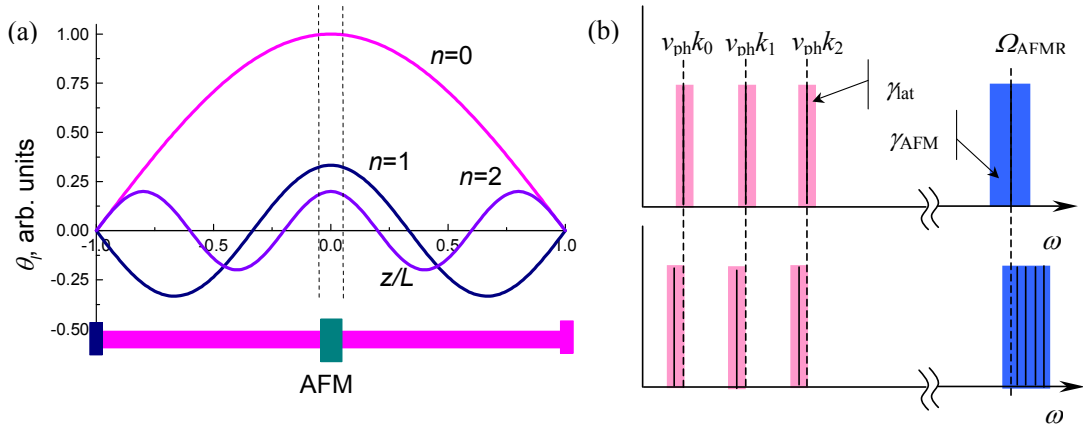 (a)
1.00
0.75
0.50
0.25
0.00
-0.25
-0.50
θl, arb. units
n=0
n=1
n=2
-1.0
-0.5
0.0
0.5
1.0
z/L
AFM
(b)
vphk0
vphk1
vphk2
ΩAFMR
γlat
γAFM
ω
ω